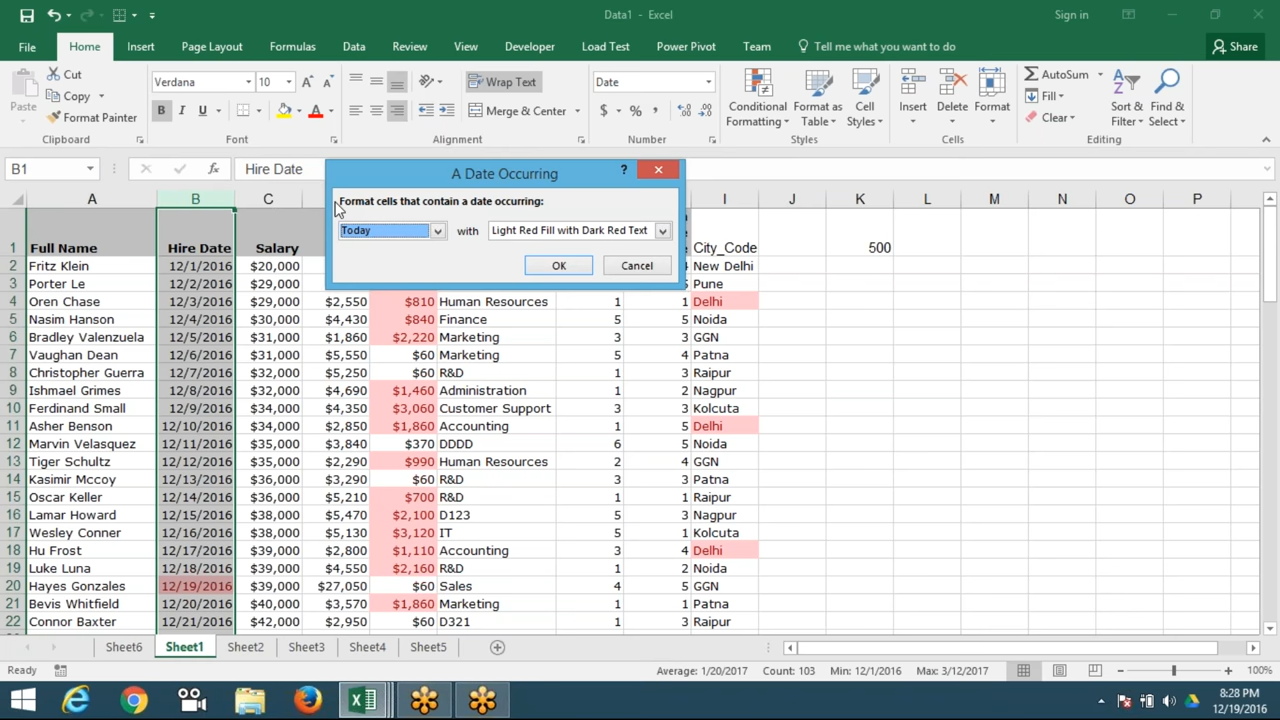 Data1 - Excel
Sign in
File Home Insert Page Layout Formulas Data Review View Developer Load Test Power Pivot Team Tell me what you want to do Share
Paste
Cut
Copy
Format Painter
Verdana 10
B I U
Wrap Text
Merge & Center
Date
$ % ,
Conditional Formatting
Format as Table
Cell Styles
Insert
Delete
Format
AutoSum
Fill
Clear
Sort & Filter
Find & Select
Clipboard Font Alignment Number Styles Cells Editing
B1 fx Hire Date
A Date Occurring ?
Format cells that contain a date occurring:
Today with Light Red Fill with Dark Red Text
OK Cancel
A B C I J K L M N O P
1 Full Name Hire Date Salary City_Code 500
2 Fritz Klein 12/1/2016 $20,000 New Delhi
3 Porter Le 12/2/2016 $29,000 Pune
4 Oren Chase 12/3/2016 $29,000 $2,550 $810 Human Resources 1 1 Delhi
5 Nasim Hanson 12/4/2016 $30,000 $4,430 $840 Finance 5 5 Noida
6 Bradley Valenzuela 12/5/2016 $31,000 $1,860 $2,220 Marketing 3 3 GGN
7 Vaughan Dean 12/6/2016 $31,000 $5,550 $60 Marketing 5 4 Patna
8 Christopher Guerra 12/7/2016 $32,000 $5,250 $60 R&D 1 3 Raipur
9 Ishmael Grimes 12/8/2016 $32,000 $4,690 $1,460 Administration 1 2 Nagpur
10 Ferdinand Small 12/9/2016 $34,000 $4,350 $3,060 Customer Support 3 3 Kolcuta
11 Asher Benson 12/10/2016 $34,000 $2,850 $1,860 Accounting 1 5 Delhi
12 Marvin Velasquez 12/11/2016 $35,000 $3,840 $370 DDDD 6 5 Noida
13 Tiger Schultz 12/12/2016 $35,000 $2,290 $990 Human Resources 2 4 GGN
14 Kasimir Mccoy 12/13/2016 $36,000 $3,290 $60 R&D 3 3 Patna
15 Oscar Keller 12/14/2016 $36,000 $5,210 $700 R&D 1 1 Raipur
16 Lamar Howard 12/15/2016 $38,000 $5,470 $2,100 D123 5 3 Nagpur
17 Wesley Conner 12/16/2016 $38,000 $5,130 $3,120 IT 5 1 Kolcuta
18 Hu Frost 12/17/2016 $39,000 $2,800 $1,110 Accounting 3 4 Delhi
19 Luke Luna 12/18/2016 $39,000 $4,550 $2,160 R&D 1 2 Noida
20 Hayes Gonzales 12/19/2016 $39,000 $27,050 $60 Sales 4 5 GGN
21 Bevis Whitfield 12/20/2016 $40,000 $3,570 $1,860 Marketing 1 1 Patna
22 Connor Baxter 12/21/2016 $42,000 $2,950 $60 D321 1 3 Raipur
Sheet6 Sheet1 Sheet2 Sheet3 Sheet4 Sheet5
Ready Average: 1/20/2017 Count: 103 Min: 12/1/2016 Max: 3/12/2017 100%
8:28 PM
12/19/2016